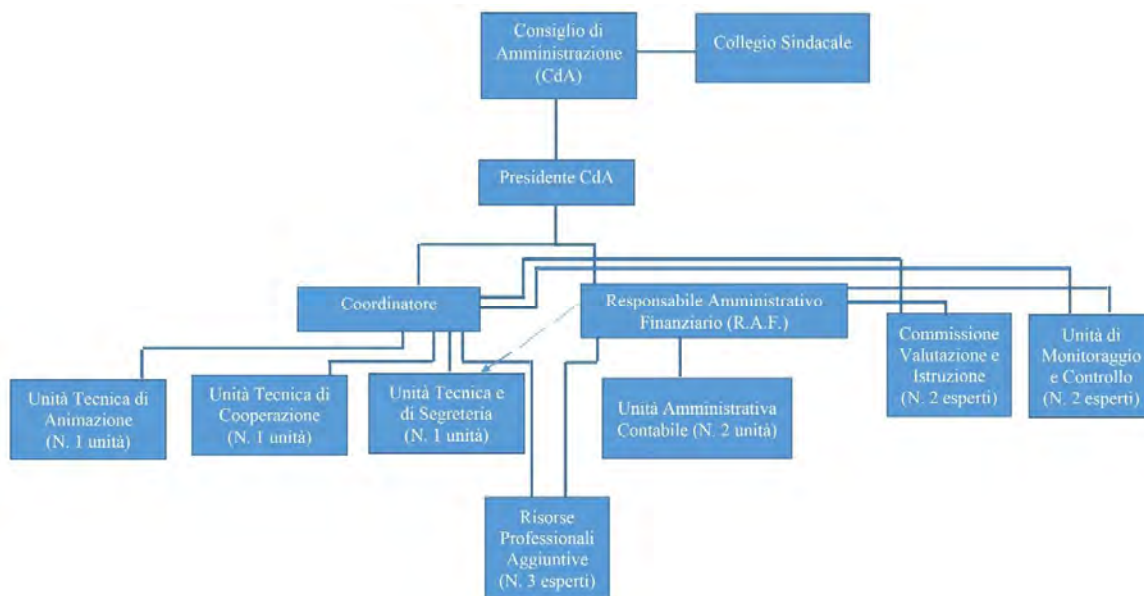 Consiglio di
Amministrazione
(CdA)
Collegio Sindacale
Presidente CdA
Coordinatore
Responsabile Amministrativo
Finanziario (R.A.F.)
Commissione
Valutazione e
Istruzione
(N. 2 esperti)
Unità di
Monitoraggio
e Controllo
(N. 2 esperti)
Unità Tecnica di
Animazione
(N. 1 unità)
Unità Tecnica di
Cooperazione
(N. 1 unità)
Unità Tecnica e
di Segreteria
(N. 1 unità)
Unità Amministrativa
Contabile (N. 2 unità)
Risorse
Professionali
Aggiuntive
(N. 3 esperti)